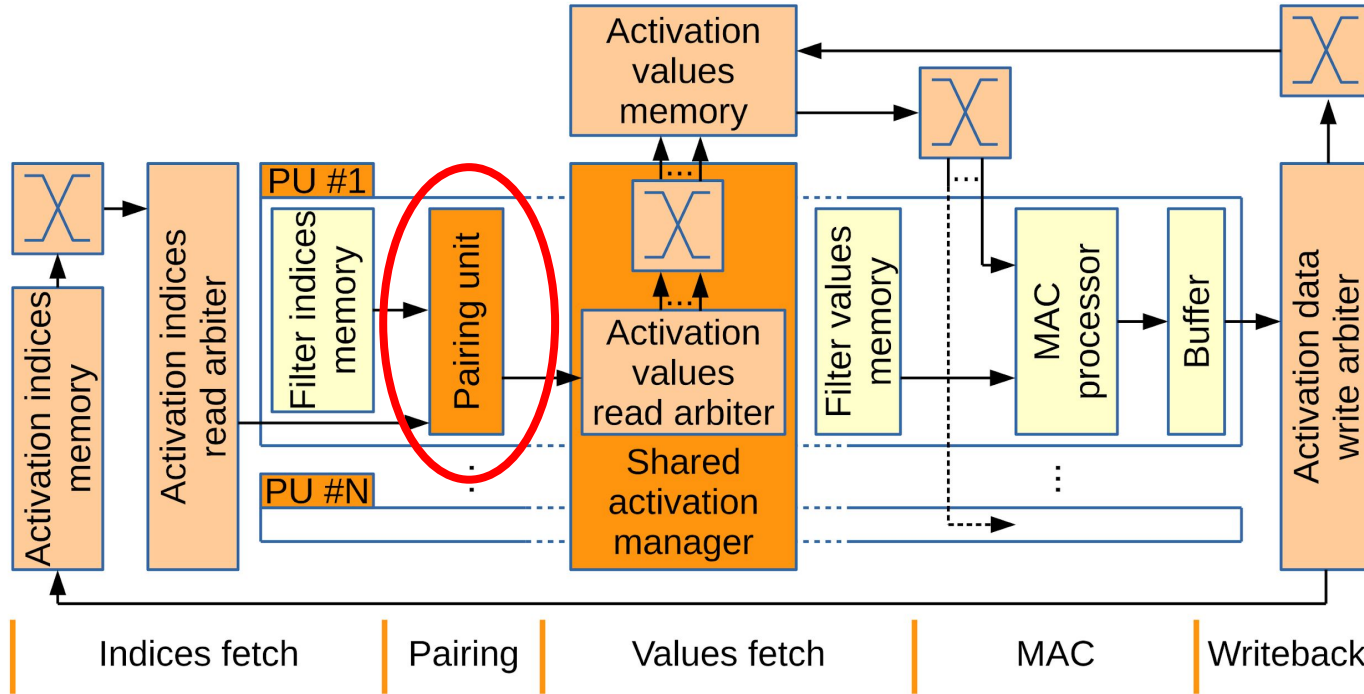 Activation
values
memory
PU #1
...
...
Activation indices
memory
Activation indices
read arbiter
Filter indices
memory
Pairing unit
...
Activation
values
read arbiter
Shared
activation
manager
Filter values
memory
MAC
processor
Buffer
Activation data
write arbiter
...
...
PU #N
Indices fetch
Pairing
Values fetch
MAC
Writeback